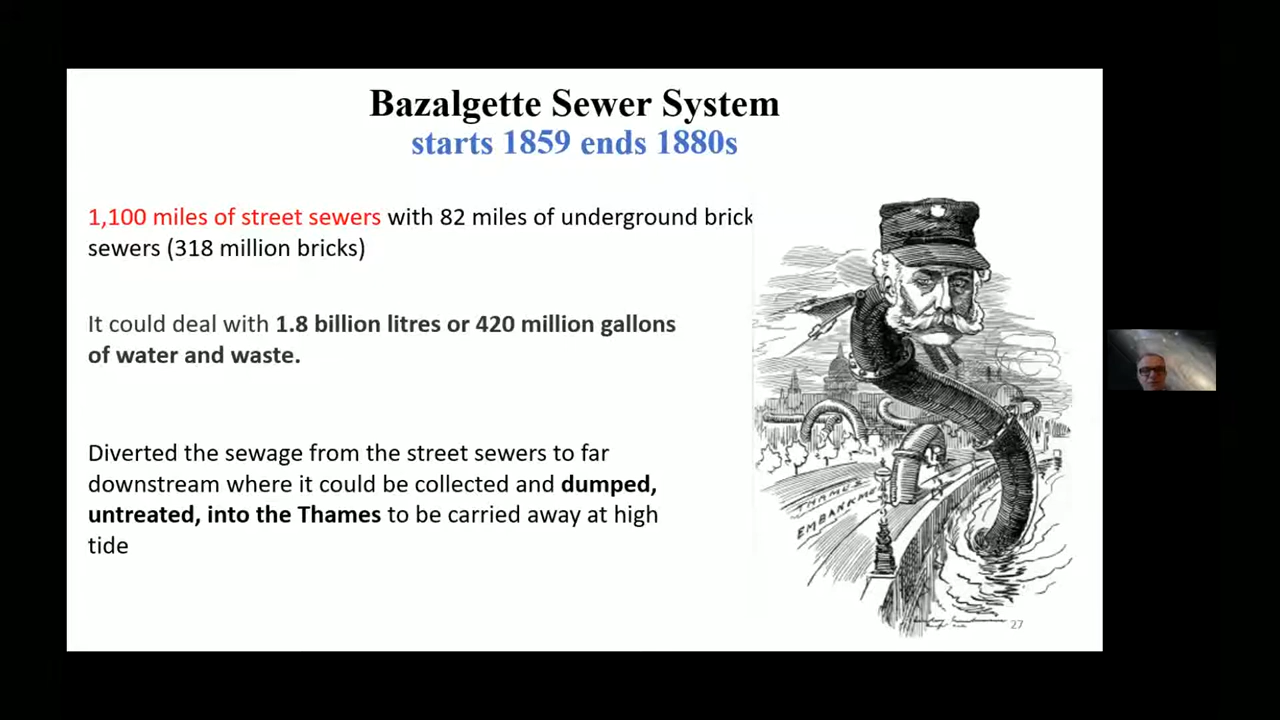 Bazalgette Sewer System
starts 1859 ends 1880s
1,100 miles of street sewers with 82 miles of underground brick
sewers (318 million bricks)
It could deal with 1.8 billion litres or 420 million gallons
of water and waste.
Diverted the sewage from the street sewers to far
downstream where it could be collected and dumped,
untreated, into the Thames to be carried away at high
tide
THAMES
EMBANKME
27